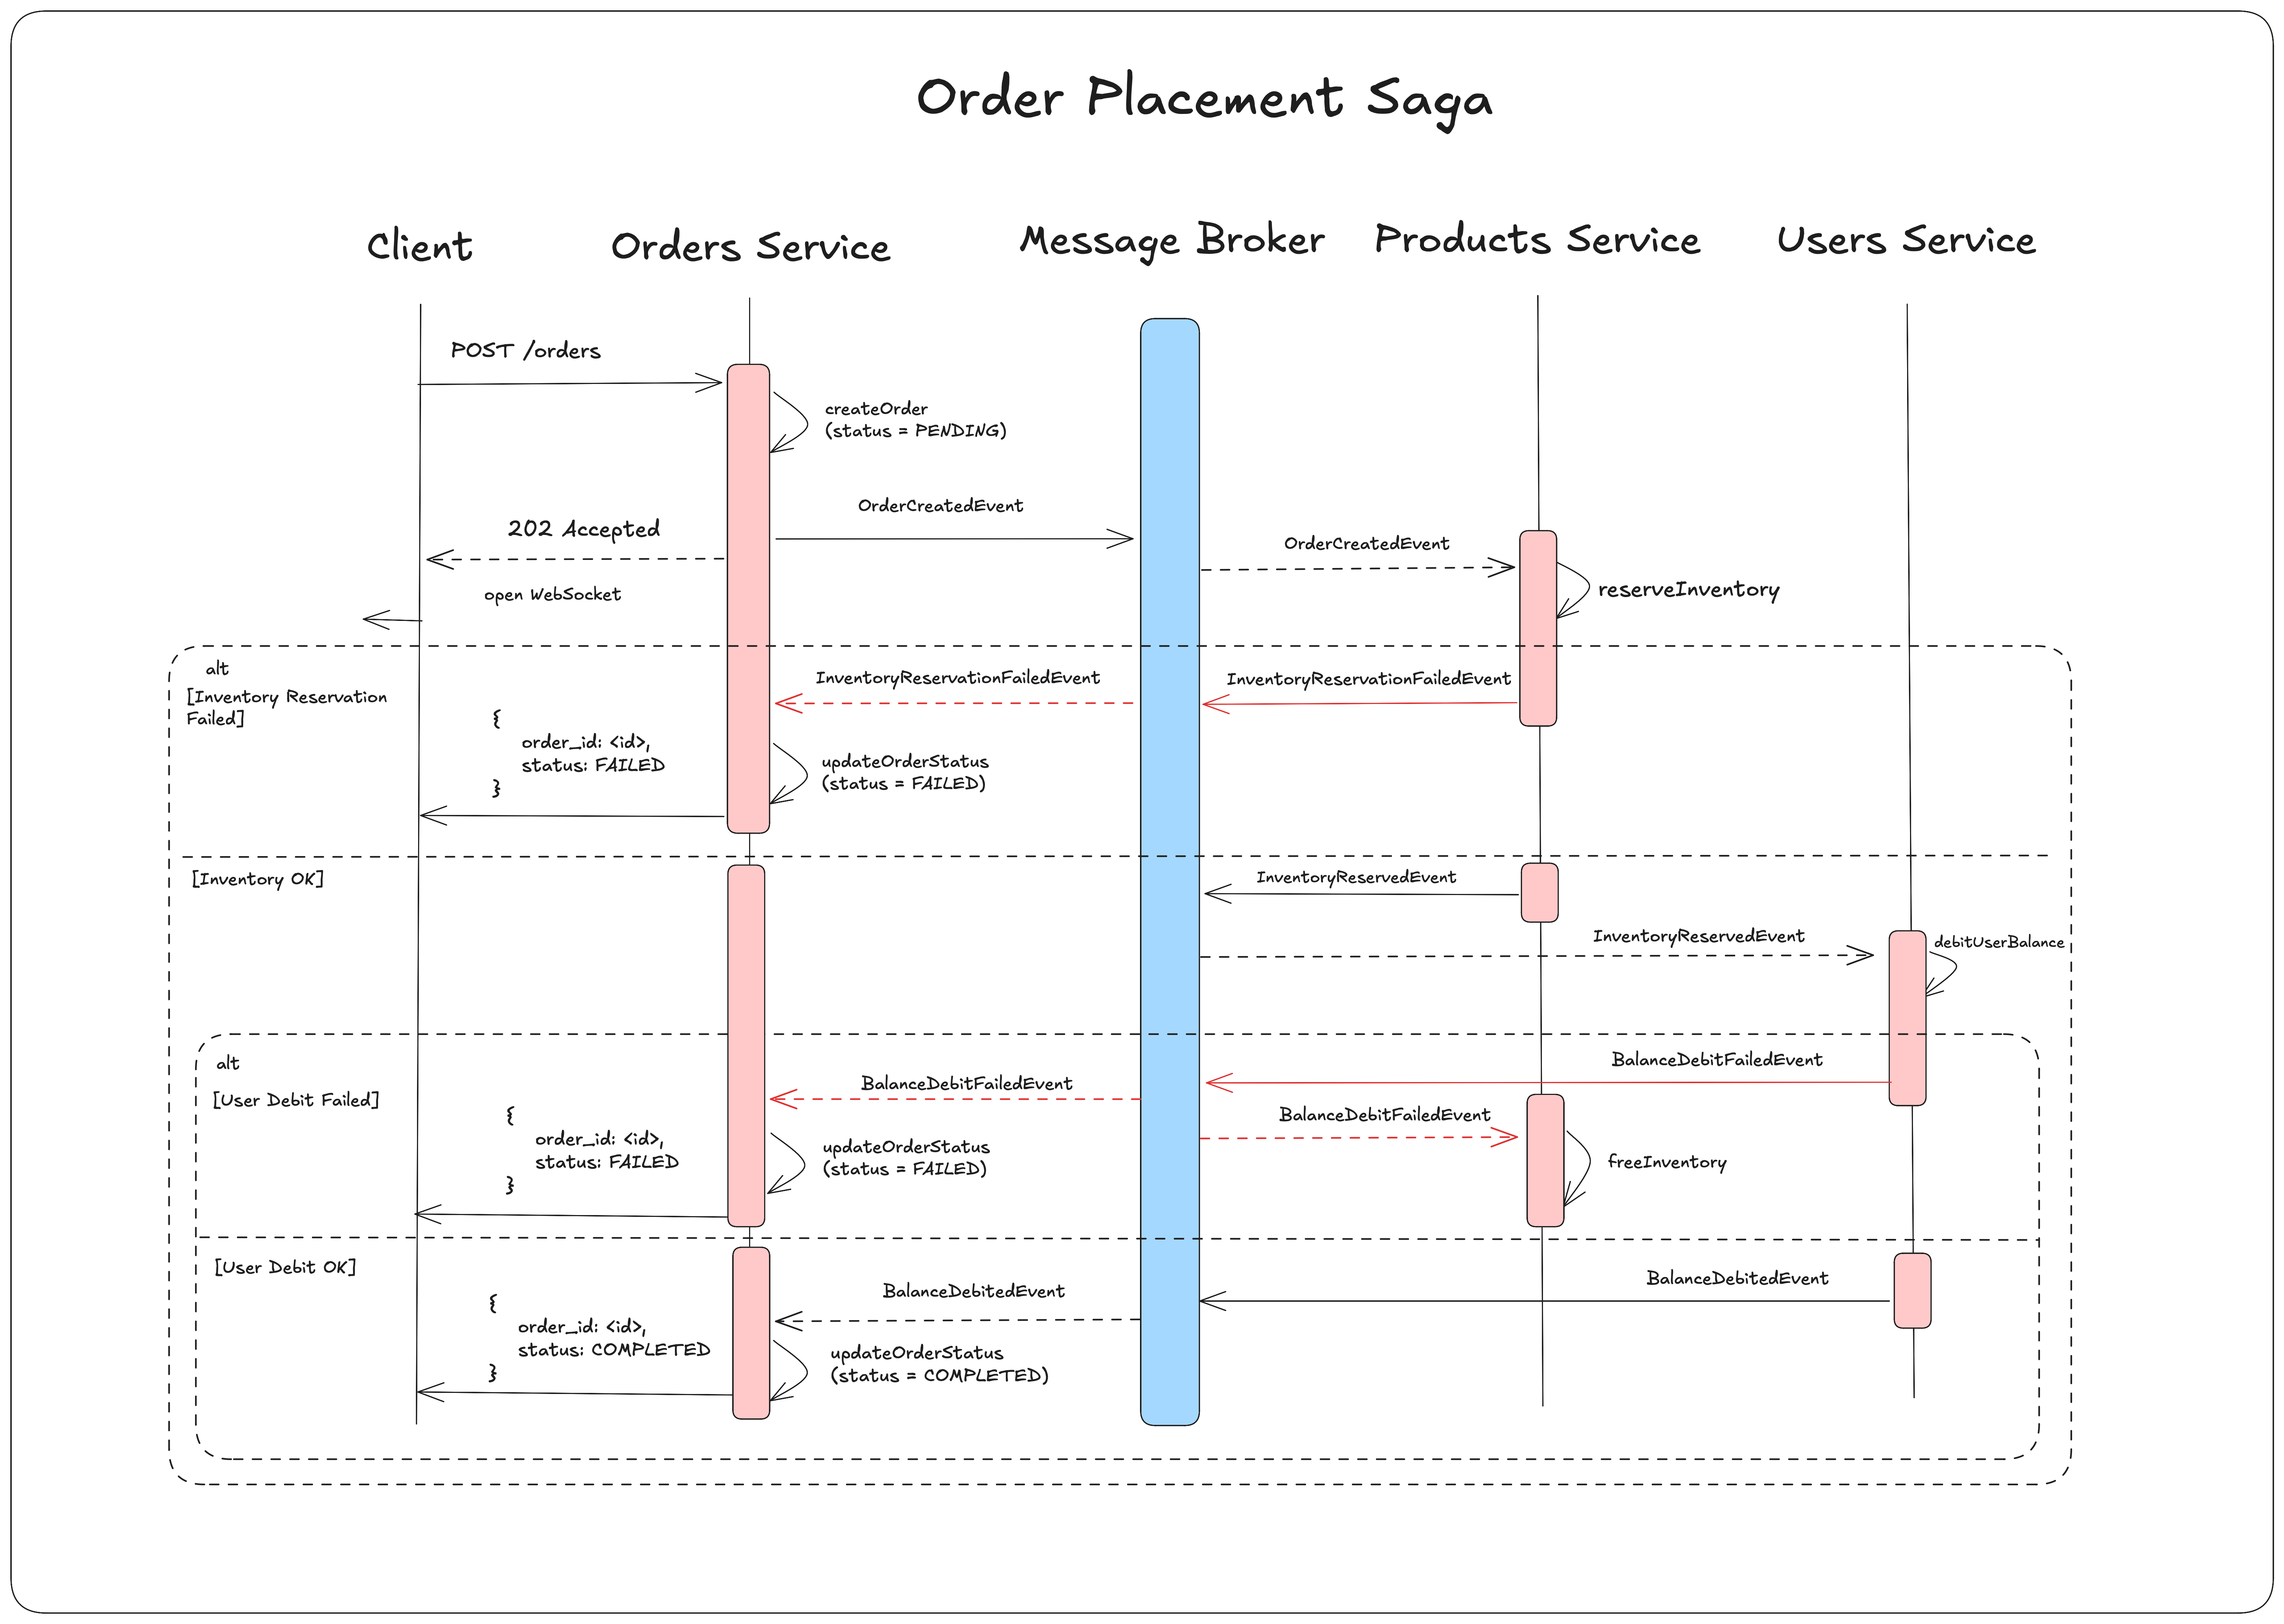 Order Placement Saga
Client
Orders Service
Message Broker
Products Service
Users Service
POST /orders
createOrder
(status = PENDING)
OrderCreatedEvent
202 Accepted
OrderCreatedEvent
open WebSocket
reserveInventory
alt
[Inventory Reservation
Failed]
InventoryReservationFailedEvent
InventoryReservationFailedEvent
{
order_id: <id>,
status: FAILED
}
updateOrderStatus
(status = FAILED)
[Inventory OK]
InventoryReservedEvent
InventoryReservedEvent
debitUserBalance
alt
[User Debit Failed]
BalanceDebitFailedEvent
BalanceDebitFailedEvent
BalanceDebitFailedEvent
{
order_id: <id>,
status: FAILED
}
updateOrderStatus
(status = FAILED)
freeInventory
[User Debit OK]
BalanceDebitedEvent
BalanceDebitedEvent
{
order_id: <id>,
status: COMPLETED
}
updateOrderStatus
(status = COMPLETED)